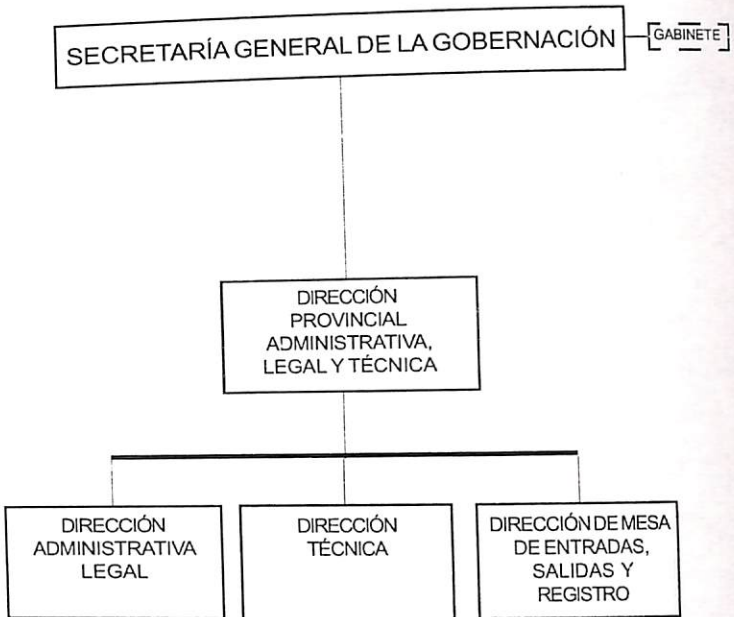 SECRETARÍA GENERAL DE LA GOBERNACIÓN
GABINETE
DIRECCIÓN
PROVINCIAL
ADMINISTRATIVA,
LEGAL Y TÉCNICA
DIRECCIÓN
ADMINISTRATIVA
LEGAL
DIRECCIÓN
TÉCNICA
DIRECCIÓN DE MESA
DE ENTRADAS,
SALIDAS Y
REGISTRO